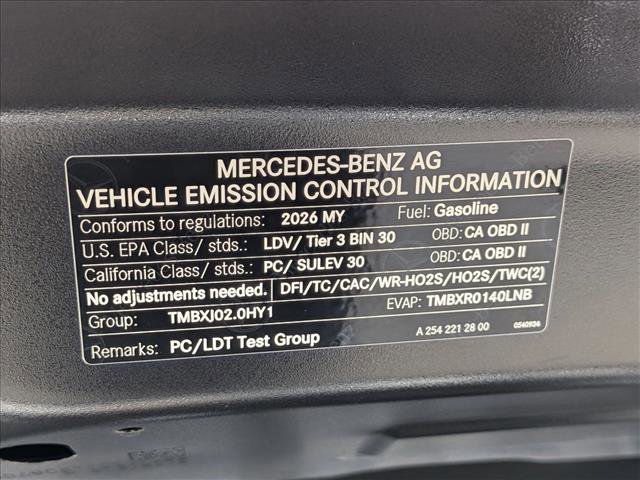 MERCEDES-BENZ AG
VEHICLE EMISSION CONTROL INFORMATION
Conforms to regulations: 2026 MY Fuel: Gasoline
U.S. EPA Class/ stds.: LDV/ Tier 3 BIN 30 OBD: CA OBD II
California Class/ stds.: PC/ SULEV 30 OBD: CA OBD II
No adjustments needed. DFI/TC/CAC/WR-HO2S/HO2S/TWC(2)
Group: TMBXJ02.0HY1 EVAP: TMBXR0140LNB
Remarks: PC/LDT Test Group A 254 221 28 00 0540934